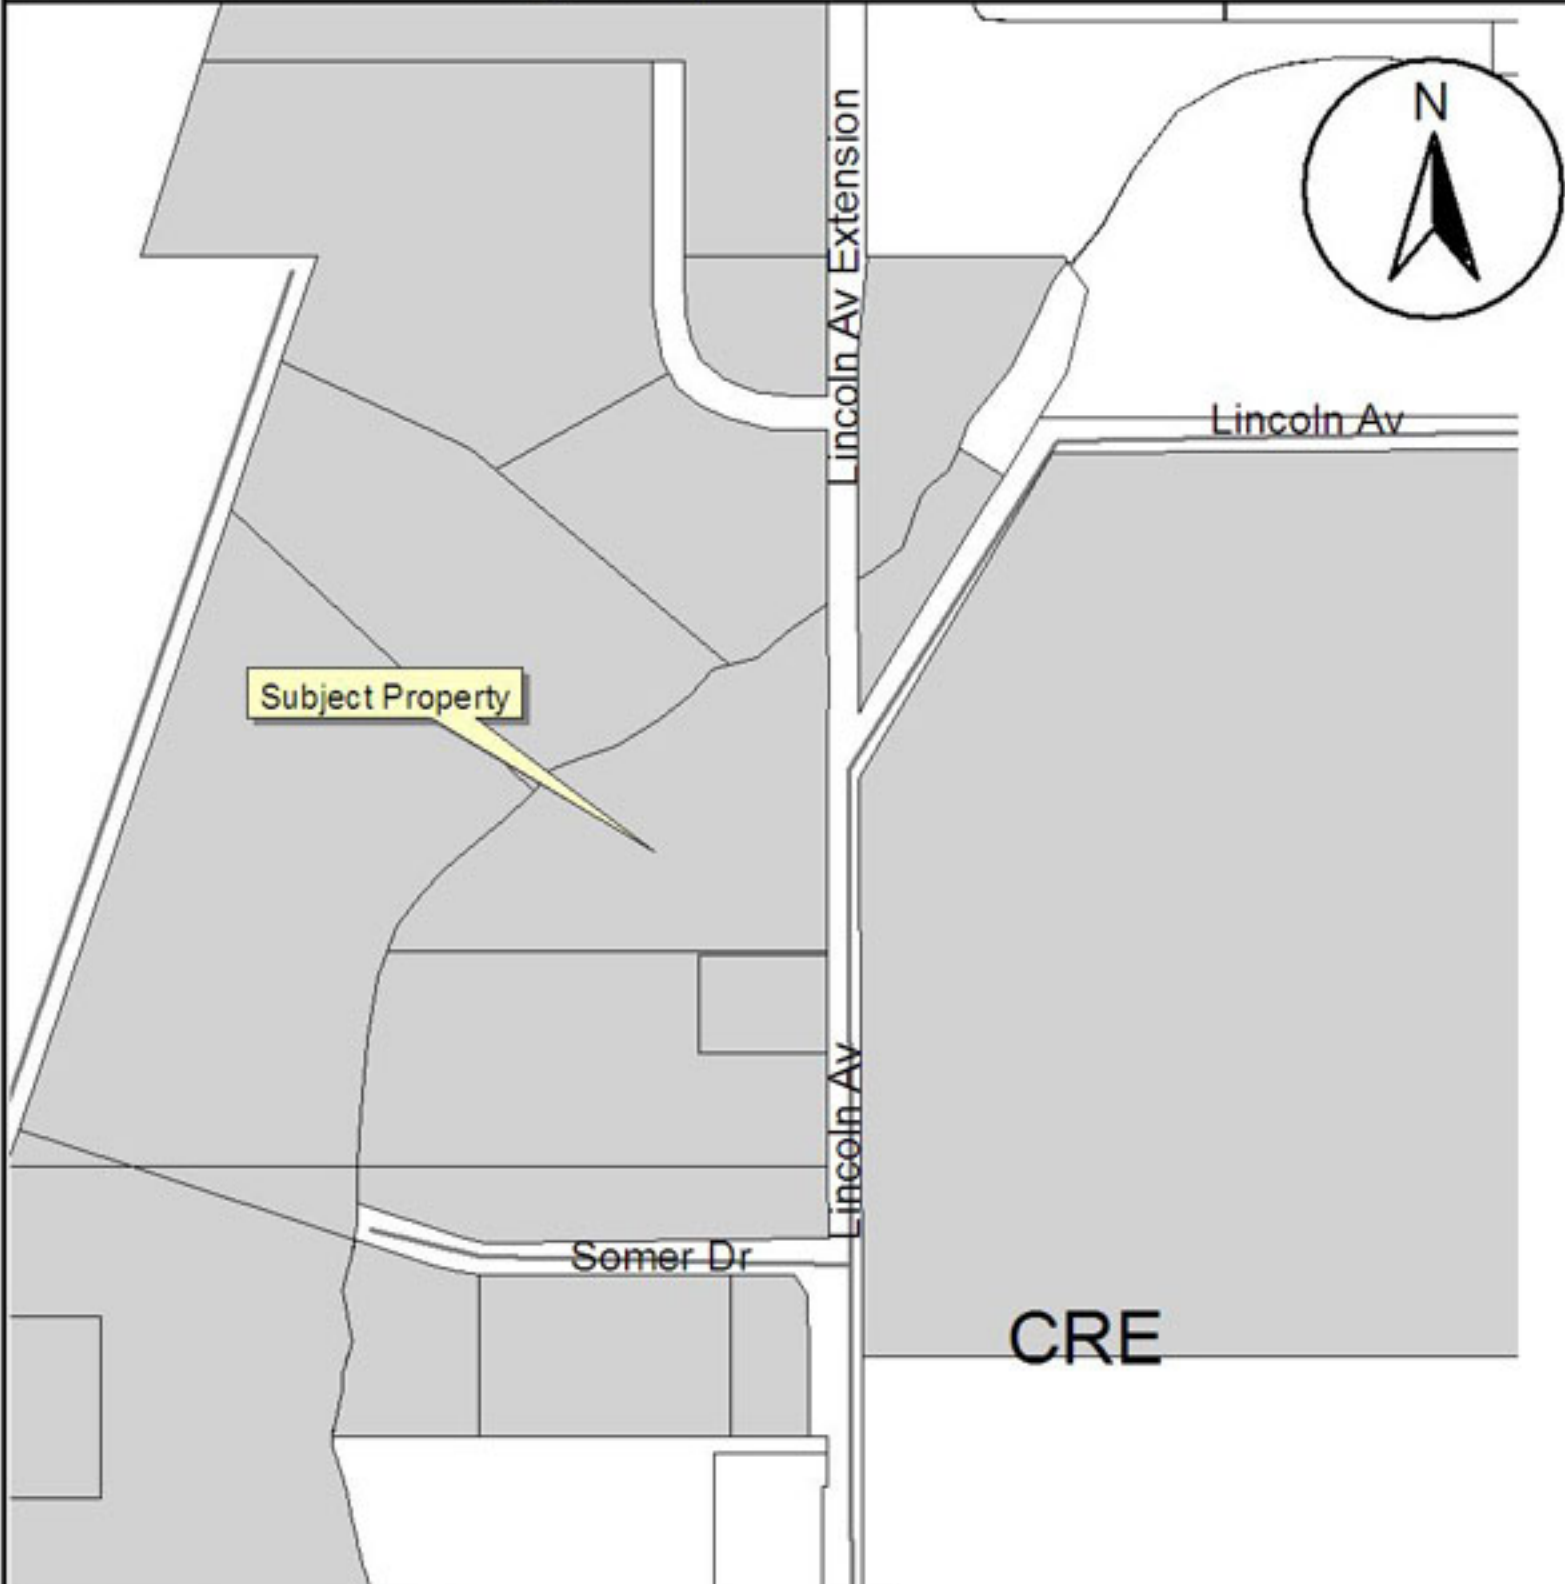 N
Lincoln Av Extension
Lincoln Av
Subject Property
Lincoln Av
Somer Dr
CRE